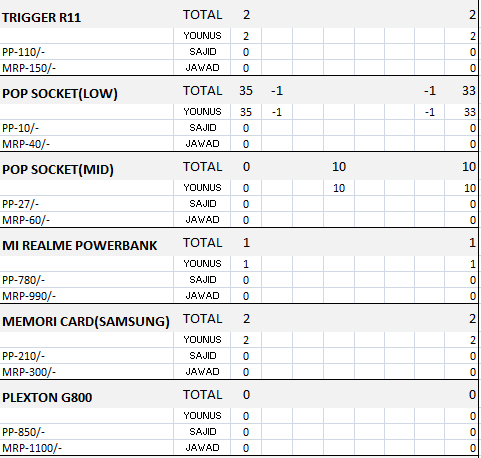 TRIGGER R11 TOTAL 2 2
YOUNUS 2 2
PP-110/- SAJID 0 0
MRP-150/- JAWAD 0 0
POP SOCKET(LOW) TOTAL 35 -1 -1 33
YOUNUS 35 -1 -1 33
PP-10/- SAJID 0 0
MRP-40/- JAWAD 0 0
POP SOCKET(MID) TOTAL 0 10 10
YOUNUS 0 10 10
PP-27/- SAJID 0 0
MRP-60/- JAWAD 0 0
MI REALME POWERBANK TOTAL 1 1
YOUNUS 1 1
PP-780/- SAJID 0 0
MRP-990/- JAWAD 0 0
MEMORI CARD(SAMSUNG) TOTAL 2 2
YOUNUS 2 2
PP-210/- SAJID 0 0
MRP-300/- JAWAD 0 0
PLEXTON G800 TOTAL 0 0
YOUNUS 0 0
PP-850/- SAJID 0 0
MRP-1100/- JAWAD 0 0